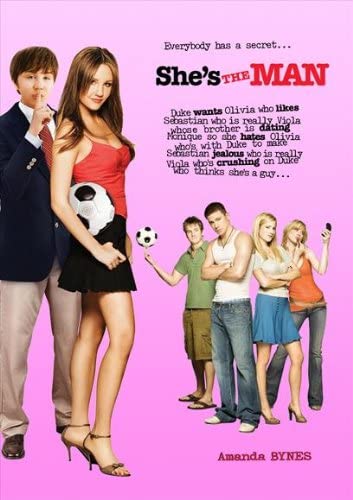 Everybody has a secret...
She's THE MAN
Duke wants Olivia who likes
Sebastian who is really Viola
whose brother is dating
Monique so she hates Olivia
who's with Duke to make
Sebastian jealous who is really
Viola who's crushing on Duke
who thinks she's a guy...
Amanda BYNES